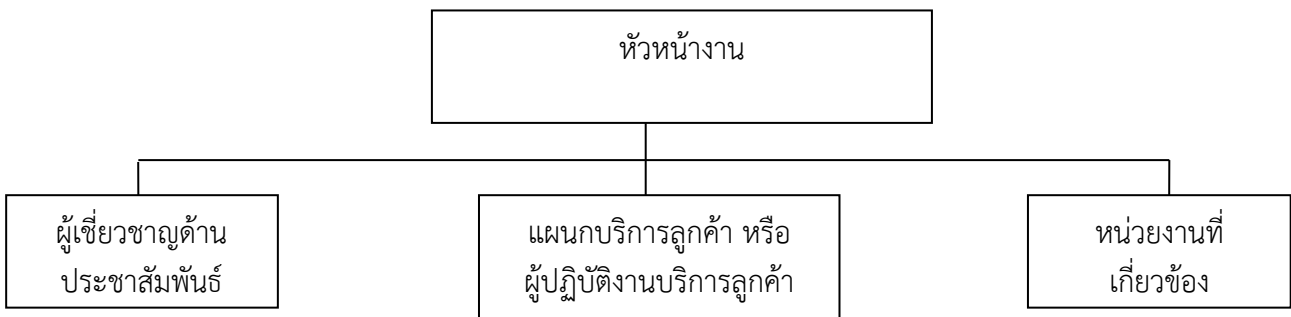 หัวหน้างาน
ผู้เชี่ยวชาญด้าน
ประชาสัมพันธ์
แผนกบริการลูกค้า หรือ
ผู้ปฏิบัติงานบริการลูกค้า
หน่วยงานที่
เกี่ยวข้อง